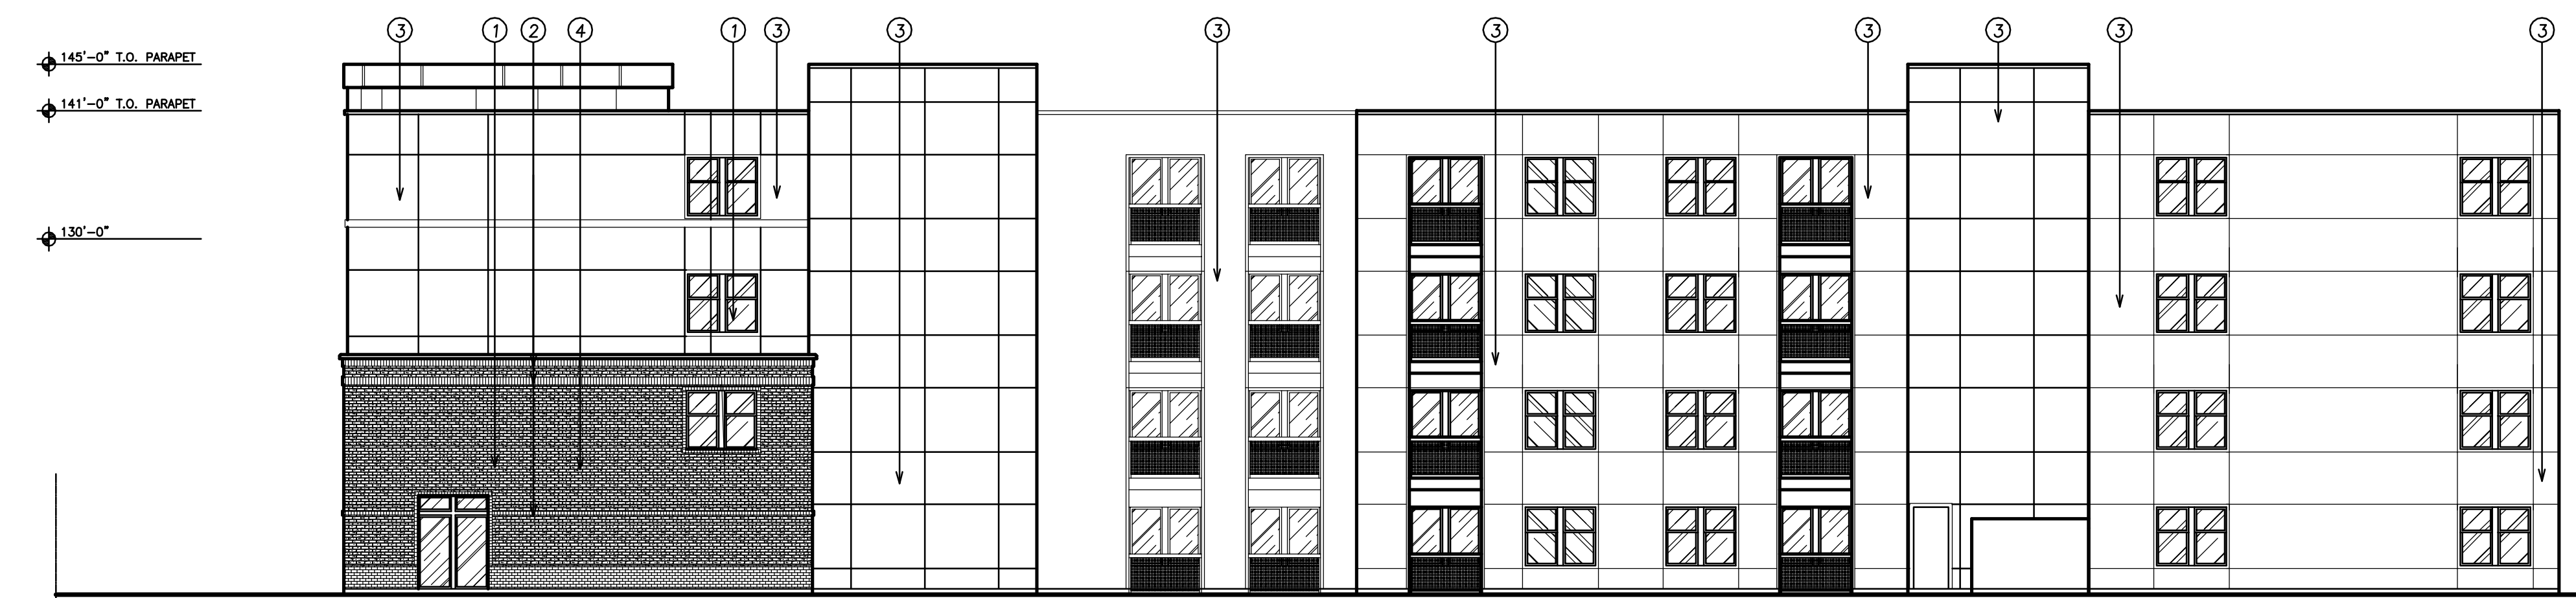 3 1 2 4 1 3 3 3 3 3 3 3 3
145'-0" T.O. PARAPET
141'-0" T.O. PARAPET
130'-0"